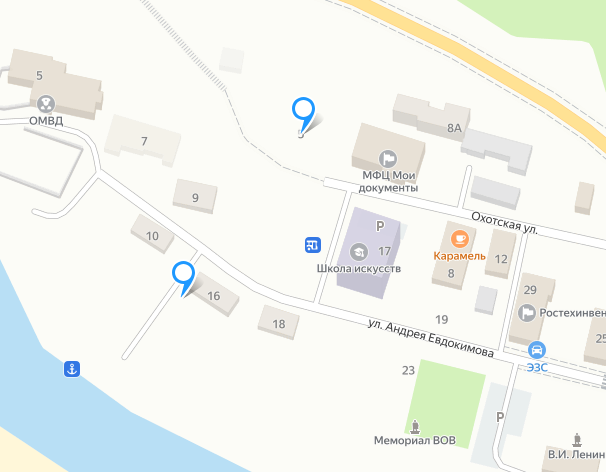 5
ОМВД
7
8А
МФЦ Мои
документы
9
Охотская ул.
10
P
Школа искусств
17
Карамель
8
12
16
29
Ростехинвен
18
ул. Андрея Евдокимова
19
25
ЭЗС
23
P
Мемориал ВОВ
В.И. Ленин